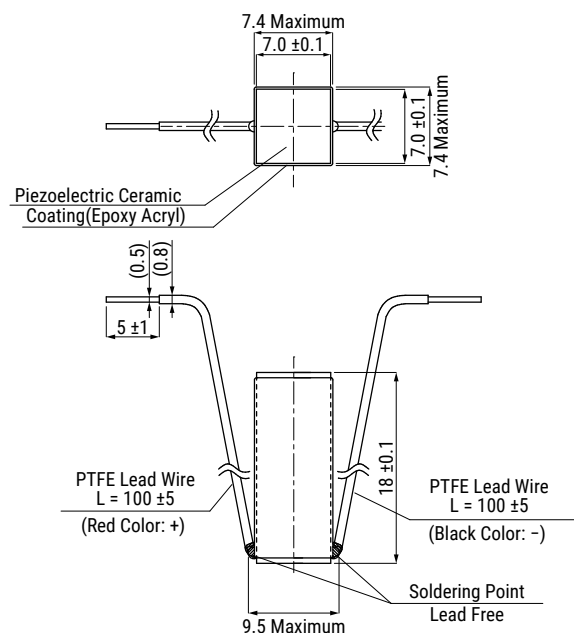 7.4 Maximum
7.0 ±0.1
7.0 ±0.1
7.4 Maximum
Piezoelectric Ceramic
Coating(Epoxy Acryl)
(0.5)
(0.8)
5 ±1
18 ±0.1
PTFE Lead Wire
L = 100 ±5
(Red Color: +)
PTFE Lead Wire
L = 100 ±5
(Black Color: −)
Soldering Point
Lead Free
9.5 Maximum